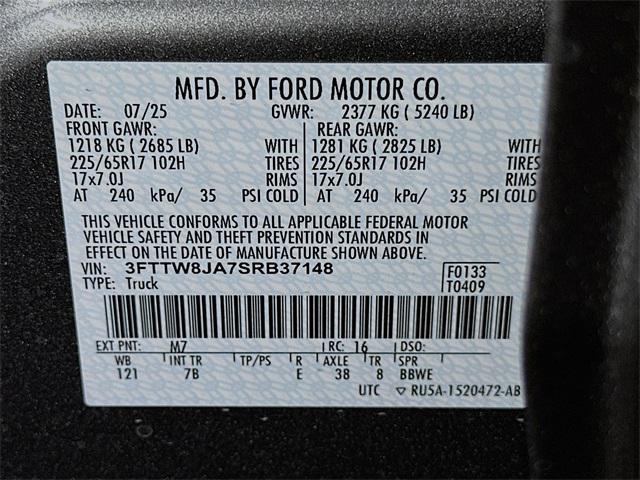 MFD. BY FORD MOTOR CO.
DATE: 07/25 GVWR: 2377 KG ( 5240 LB)
FRONT GAWR: REAR GAWR:
1218 KG ( 2685 LB) WITH 1281 KG ( 2825 LB) WITH
225/65R17 102H TIRES 225/65R17 102H TIRES
17x7.0J RIMS 17x7.0J RIMS
AT 240 kPa/ 35 PSI COLD AT 240 kPa/ 35 PSI COLD
THIS VEHICLE CONFORMS TO ALL APPLICABLE FEDERAL MOTOR
VEHICLE SAFETY AND THEFT PREVENTION STANDARDS IN
EFFECT ON THE DATE OF MANUFACTURE SHOWN ABOVE.
VIN: 3FTTW8JA7SRB37148 F0133
TYPE: Truck T0409
EXT PNT: M7 RC: 16 DSO:
WB INT TR TP/PS R AXLE TR SPR
121 7B E 38 8 BBWE
UTC ▽ RU5A-1520472-AB